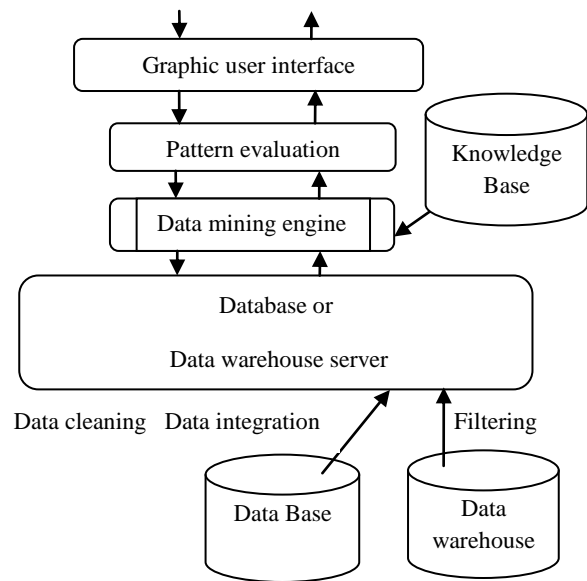 Graphic user interface
Pattern evaluation
Knowledge
Base
Data mining engine
Database or
Data warehouse server
Data cleaning Data integration Filtering
Data Base
Data
warehouse